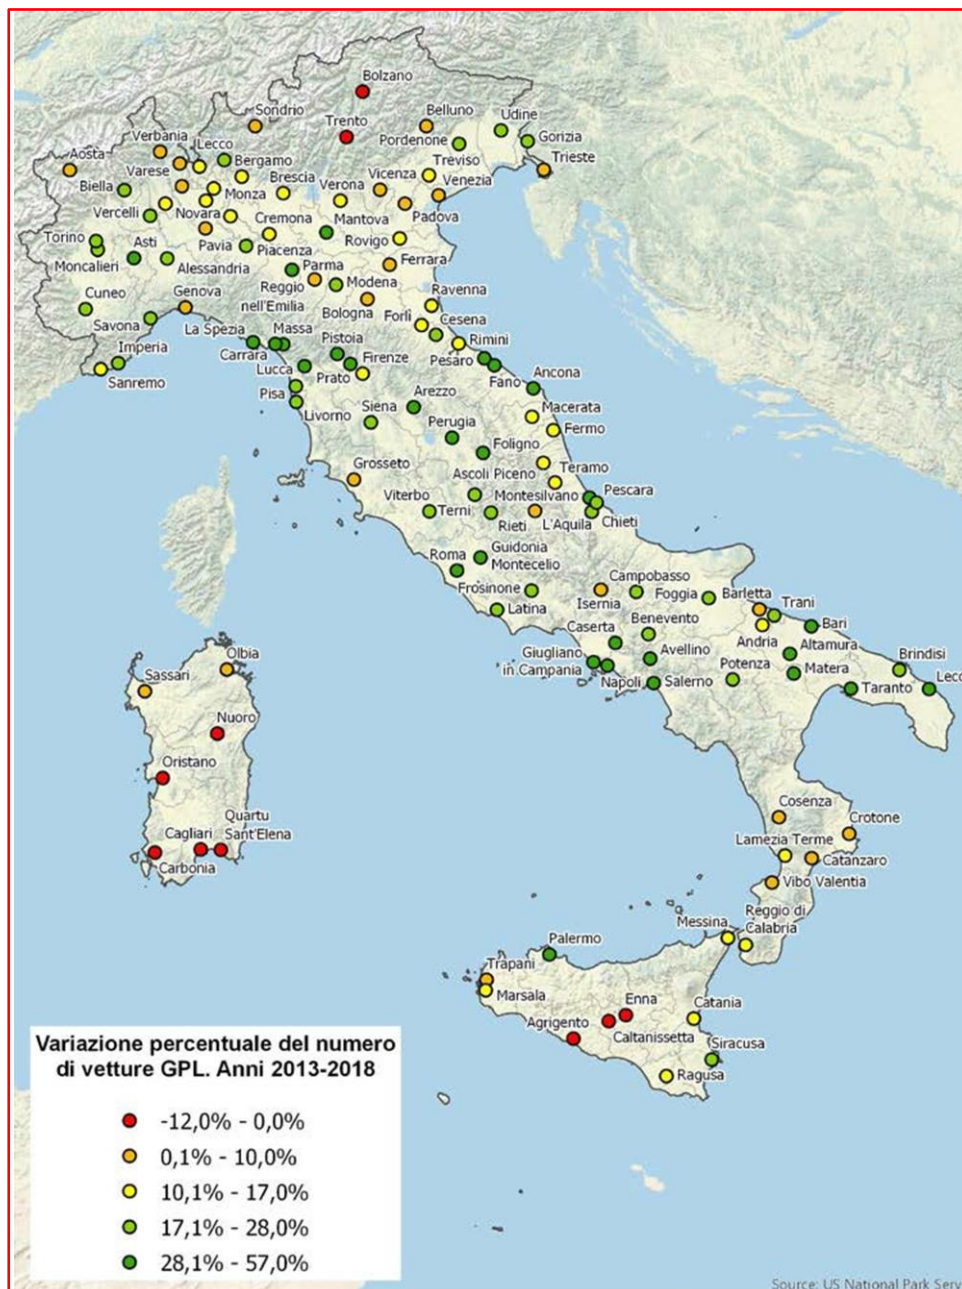 Bolzano
Sondrio
Trento
Belluno
Udine
Verbania
Lecco
Pordenone
Gorizia
Aosta
Varese
Bergamo
Treviso
Trieste
Biella
Brescia
Verona
Vicenza
Venezia
Monza
Vercelli
Novara
Cremona
Mantova
Padova
Torino
Asti
Pavia
Piacenza
Rovigo
Moncalieri
Alessandria
Parma
Ferrara
Reggio
nell'Emilia
Modena
Cuneo
Genova
Bologna
Ravenna
Savona
La Spezia
Massa
Pistoia
Forlì
Cesena
Imperia
Carrara
Firenze
Pesaro
Rimini
Sanremo
Lucca
Prato
Fano
Ancona
Pisa
Arezzo
Livorno
Siena
Perugia
Macerata
Fermo
Foligno
Grosseto
Ascoli Piceno
Teramo
Viterbo
Terni
Montesilvano
Pescara
Rieti
L'Aquila
Chieti
Roma
Guidonia
Montecelio
Frosinone
Campobasso
Isernia
Foggia
Barletta
Trani
Latina
Caserta
Benevento
Andria
Bari
Giugliano
in Campania
Avellino
Altamura
Olbia
Sassari
Napoli
Salerno
Potenza
Matera
Brindisi
Taranto
Lecc
Nuoro
Oristano
Quartu
Sant'Elena
Cagliari
Carbonia
Cosenza
Crotone
Lamezia Terme
Catanzaro
Vibo Valentia
Messina
Reggio di
Calabria
Palermo
Trapani
Marsala
Enna
Catania
Agrigento
Caltanissetta
Siracusa
Ragusa
Variazione percentuale del numero
di vetture GPL. Anni 2013-2018
-12,0% - 0,0%
0,1% - 10,0%
10,1% - 17,0%
17,1% - 28,0%
28,1% - 57,0%
Source: US National Park Serv